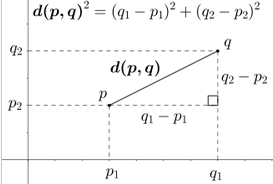 d(p,q)² = (q₁ − p₁)² + (q₂ − p₂)²
q₂
q
d(p,q)
q₂ − p₂
p
p₂
q₁ − p₁
p₁
q₁